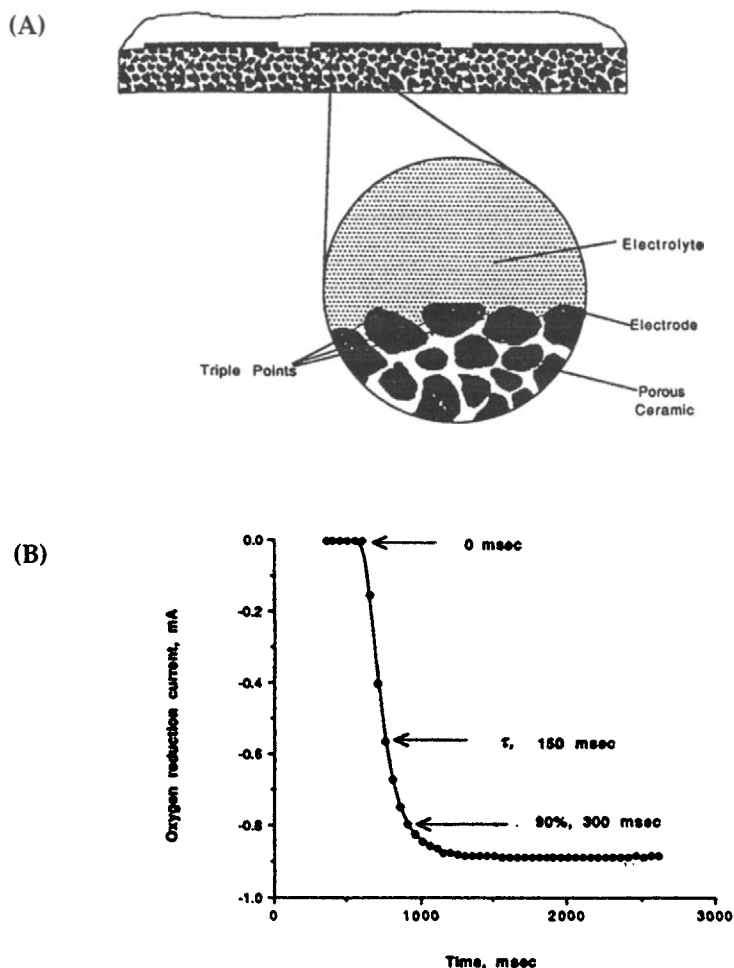 (A)
Electrolyte
Electrode
Triple Points
Porous
Ceramic
(B)
Oxygen reduction current, mA
0.0
-0.2
-0.4
-0.6
-0.8
-1.0
0 msec
τ, 150 msec
90%, 300 msec
0
1000
2000
3000
Time, msec